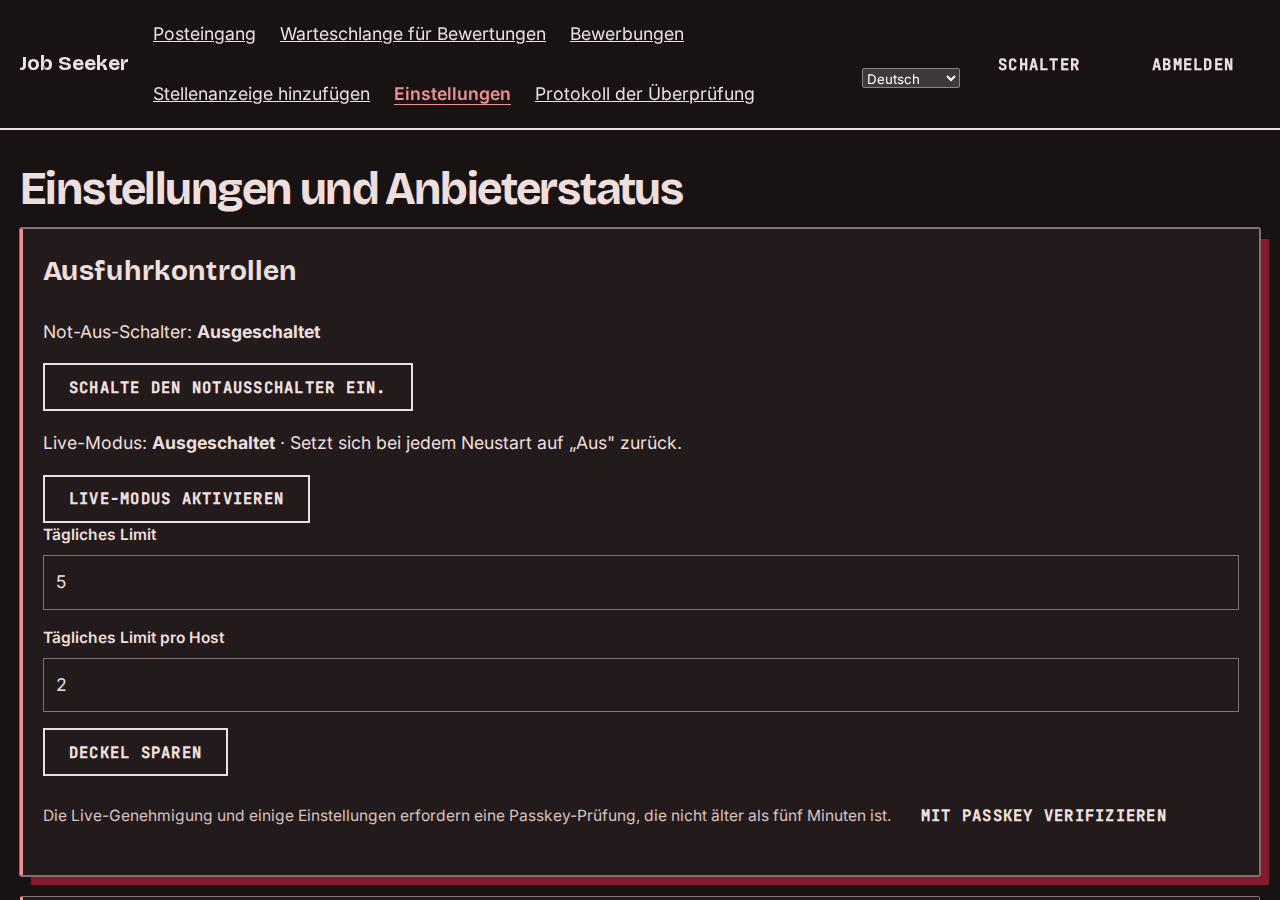 Job Seeker
Posteingang Warteschlange für Bewertungen Bewerbungen
Stellenanzeige hinzufügen Einstellungen Protokoll der Überprüfung
Deutsch
SCHALTER
ABMELDEN
Einstellungen und Anbieterstatus
Ausfuhrkontrollen
Not-Aus-Schalter: Ausgeschaltet
SCHALTE DEN NOTAUSSCHALTER EIN.
Live-Modus: Ausgeschaltet · Setzt sich bei jedem Neustart auf „Aus" zurück.
LIVE-MODUS AKTIVIEREN
Tägliches Limit
5
Tägliches Limit pro Host
2
DECKEL SPAREN
Die Live-Genehmigung und einige Einstellungen erfordern eine Passkey-Prüfung, die nicht älter als fünf Minuten ist. MIT PASSKEY VERIFIZIEREN